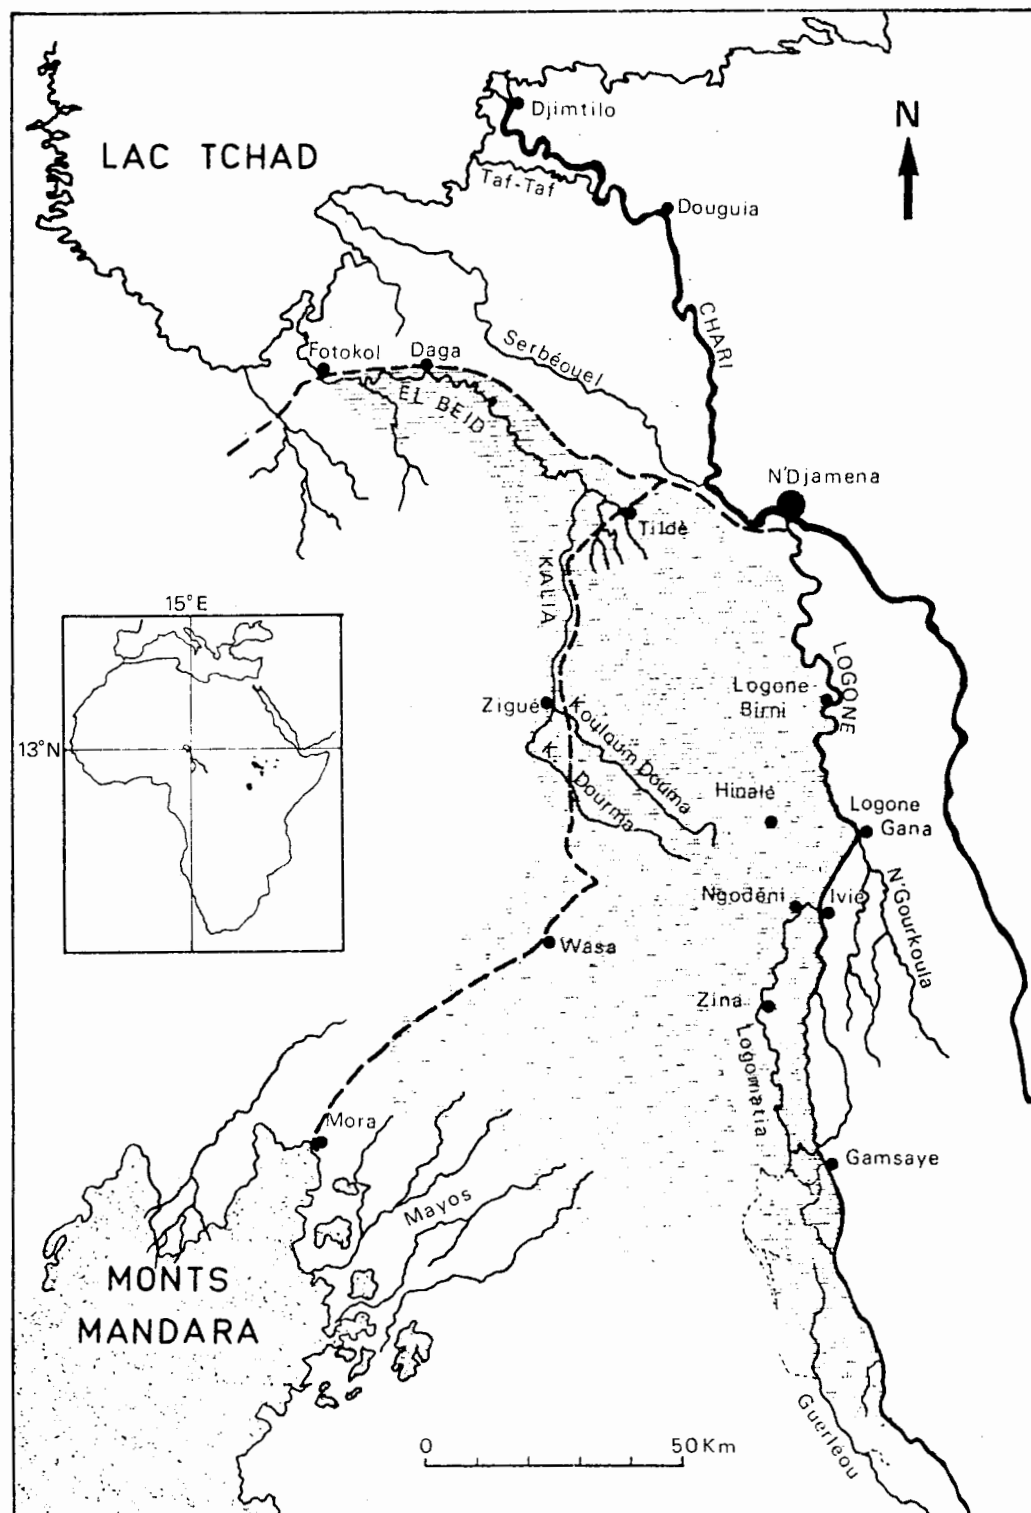 N
Djimtilo
LAC TCHAD
Taf-Taf
Douguia
CHARI
Serbéouel
Fotokol
Daga
EL BEID
N'Djamena
Tildé
KALIA
15°E
13°N
LOGONE
Logone
Birni
Zigué
Kouloum Douma
K
Dourma
Hinalé
Logone
Gana
N'Gourkoula
Ngodéni
Ivié
Wasa
Zina
Logomatia
Mora
Gamsaye
Mayos
MONTS
MANDARA
Guerléou
0
50Km